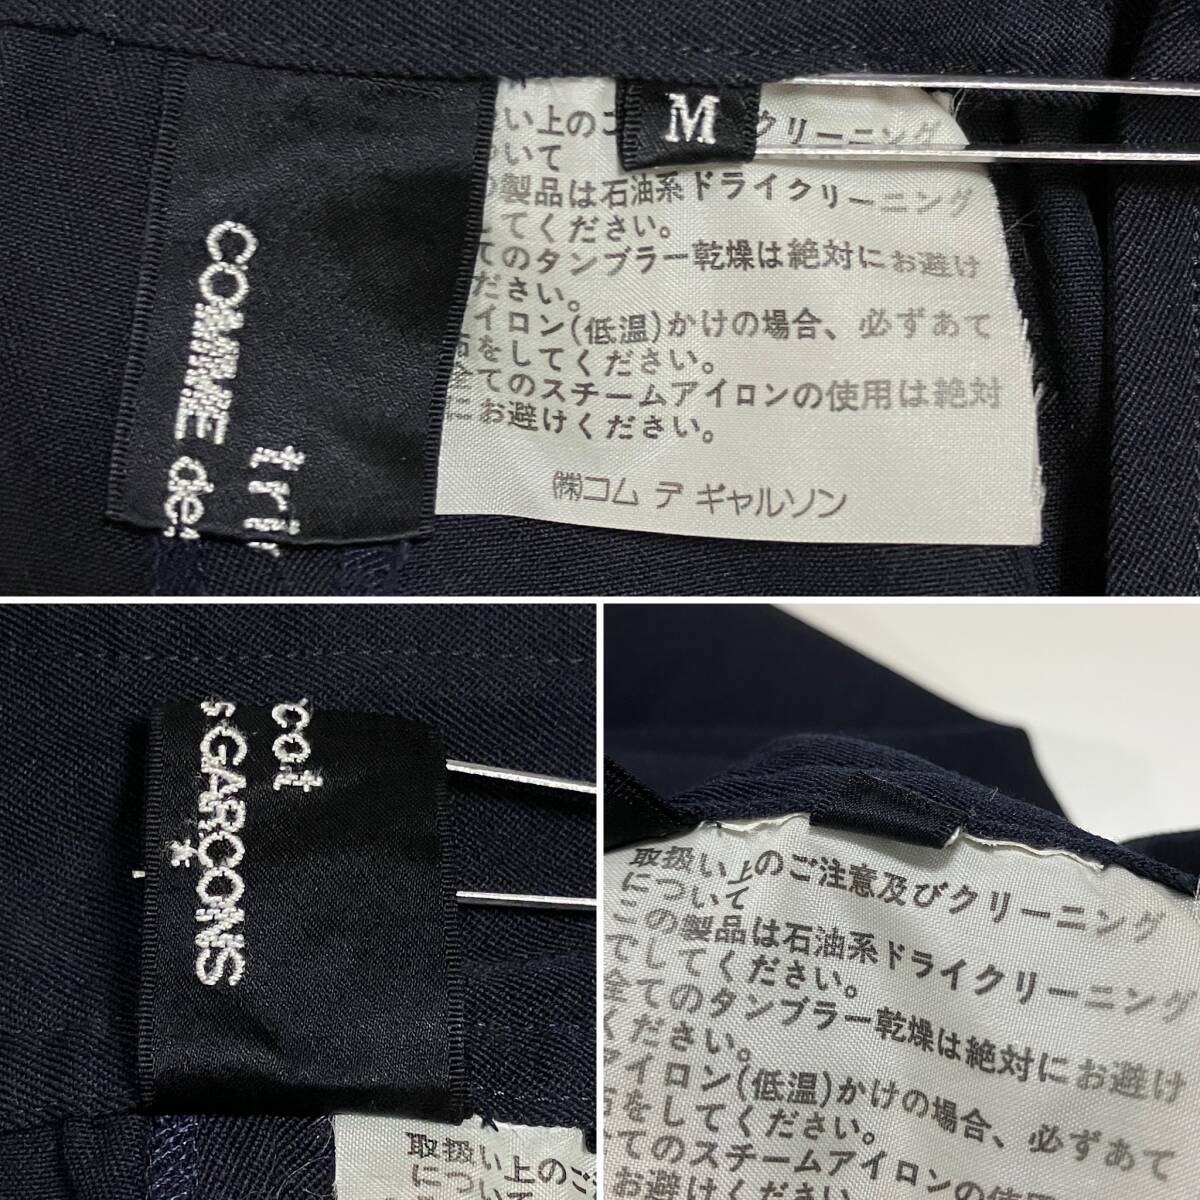 M
い上のご
クリーニング
ついて
の製品は石油系ドライクリーニング
してください。
てのタンブラー乾燥は絶対にお避け
ださい。
イロン(低温)かけの場合、必ずあて
布をしてください。
全てのスチームアイロンの使用は絶対
にお避けください。
㈱コム デ ギャルソン
tri
COMME de
cot
GARÇONS
取扱い上のご
について
取扱い上のご注意及びクリーニング
について
この製品は石油系ドライクリーニング
でしてください。
全てのタンブラー乾燥は絶対にお避け
ください。
アイロン(低温)かけの場合、必ずあて
布をしてください。
全てのスチームアイロンの使用
にお避けください。